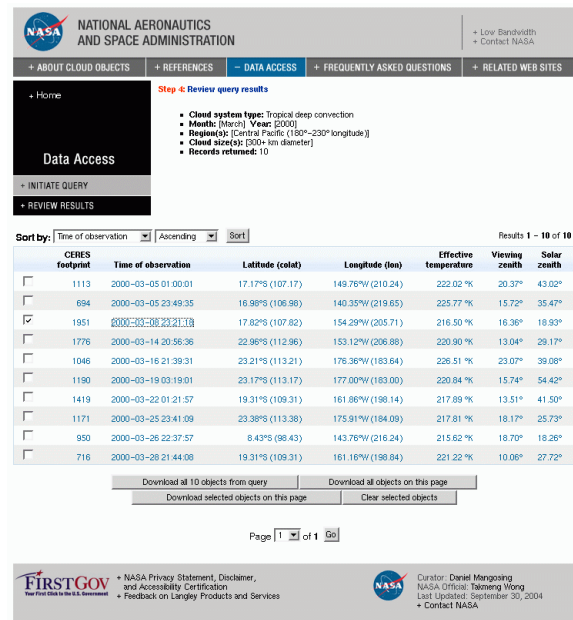 NASA
NATIONAL AERONAUTICS
AND SPACE ADMINISTRATION
+ Low Bandwidth
+ Contact NASA
+ ABOUT CLOUD OBJECTS + REFERENCES − DATA ACCESS + FREQUENTLY ASKED QUESTIONS + RELATED WEB SITES
+ Home
Data Access
+ INITIATE QUERY
+ REVIEW RESULTS
Step 4: Review query results
Cloud system type: Tropical deep convection
Month: [March] Year: [2000]
Region(s): [Central Pacific (180°-230° longitude)]
Cloud size(s): [300+ km diameter]
Records returned: 10
Sort by: Time of observation Ascending Sort Results 1 - 10 of 10
CERES footprint Time of observation Latitude (colat) Longitude (lon) Effective temperature Viewing zenith Solar zenith
1113 2000-03-05 01:00:01 17.17°S (107.17) 149.76°W (210.24) 222.02 °K 20.37° 43.02°
694 2000-03-05 23:49:35 16.98°S (106.98) 140.35°W (219.65) 225.77 °K 15.72° 35.47°
1951 2000-03-08 23:21:18 17.82°S (107.82) 154.29°W (205.71) 216.50 °K 16.36° 18.93°
1776 2000-03-14 20:56:36 22.96°S (112.96) 153.12°W (206.88) 220.90 °K 13.04° 29.17°
1046 2000-03-16 21:39:31 23.21°S (113.21) 176.36°W (183.64) 226.51 °K 23.07° 39.08°
1190 2000-03-19 03:19:01 23.17°S (113.17) 177.00°W (183.00) 220.84 °K 15.74° 54.42°
1419 2000-03-22 01:21:57 19.31°S (109.31) 161.86°W (198.14) 217.89 °K 13.51° 41.50°
1171 2000-03-25 23:41:09 23.38°S (113.38) 175.91°W (184.09) 217.81 °K 18.17° 25.73°
950 2000-03-26 22:37:57 8.43°S (98.43) 143.76°W (216.24) 215.62 °K 18.70° 18.26°
716 2000-03-28 21:44:08 19.31°S (109.31) 161.16°W (198.84) 221.22 °K 10.06° 27.72°
Download all 10 objects from query Download all objects on this page
Download selected objects on this page Clear selected objects
Page 1 of 1 Go
FIRSTGOV
Your First Click to the U.S. Government
+ NASA Privacy Statement, Disclaimer,
and Accessibility Certification
+ Feedback on Langley Products and Services
NASA
Curator: Daniel Mangosing
NASA Official: Takmeng Wong
Last Updated: September 30, 2004
+ Contact NASA